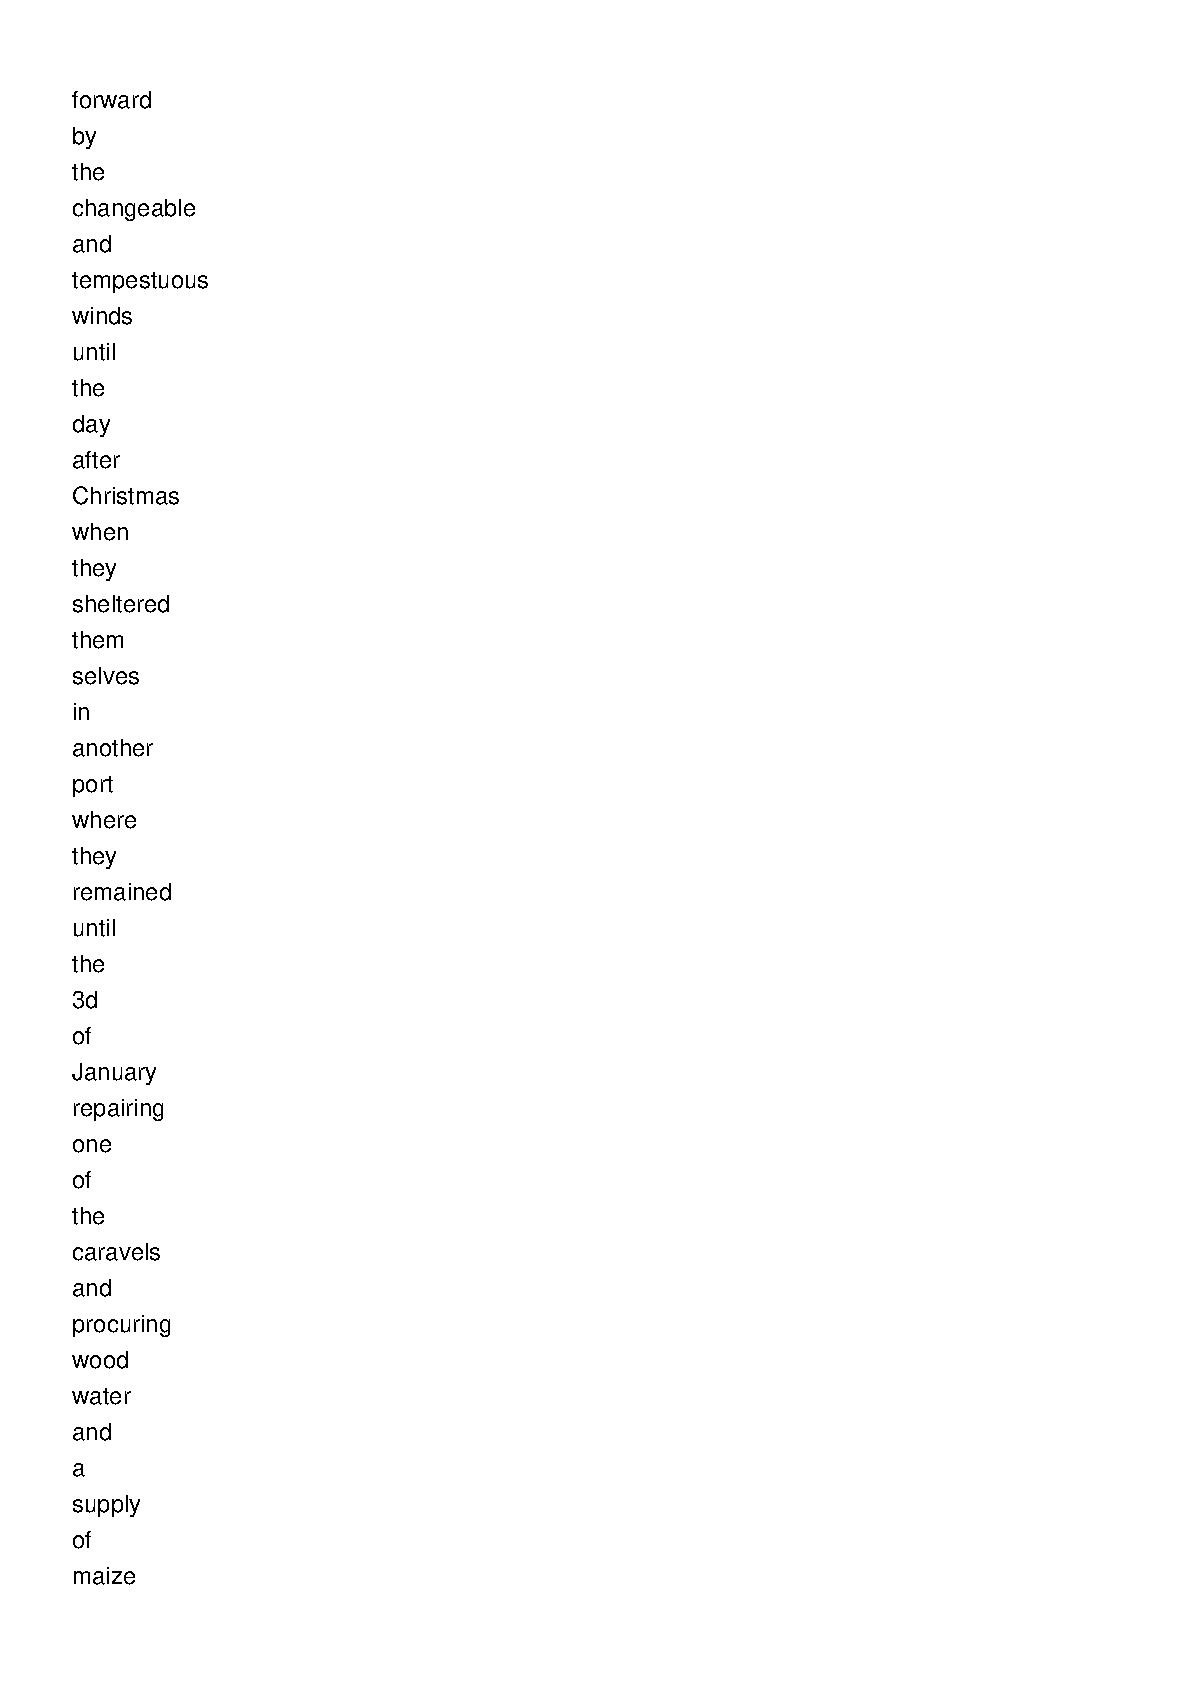 forward
by
the
changeable
and
tempestuous
winds
until
the
day
after
Christmas
when
they
sheltered
them
selves
in
another
port
where
they
remained
until
the
3d
of
January
repairing
one
of
the
caravels
and
procuring
wood
water
and
a
supply
of
maize